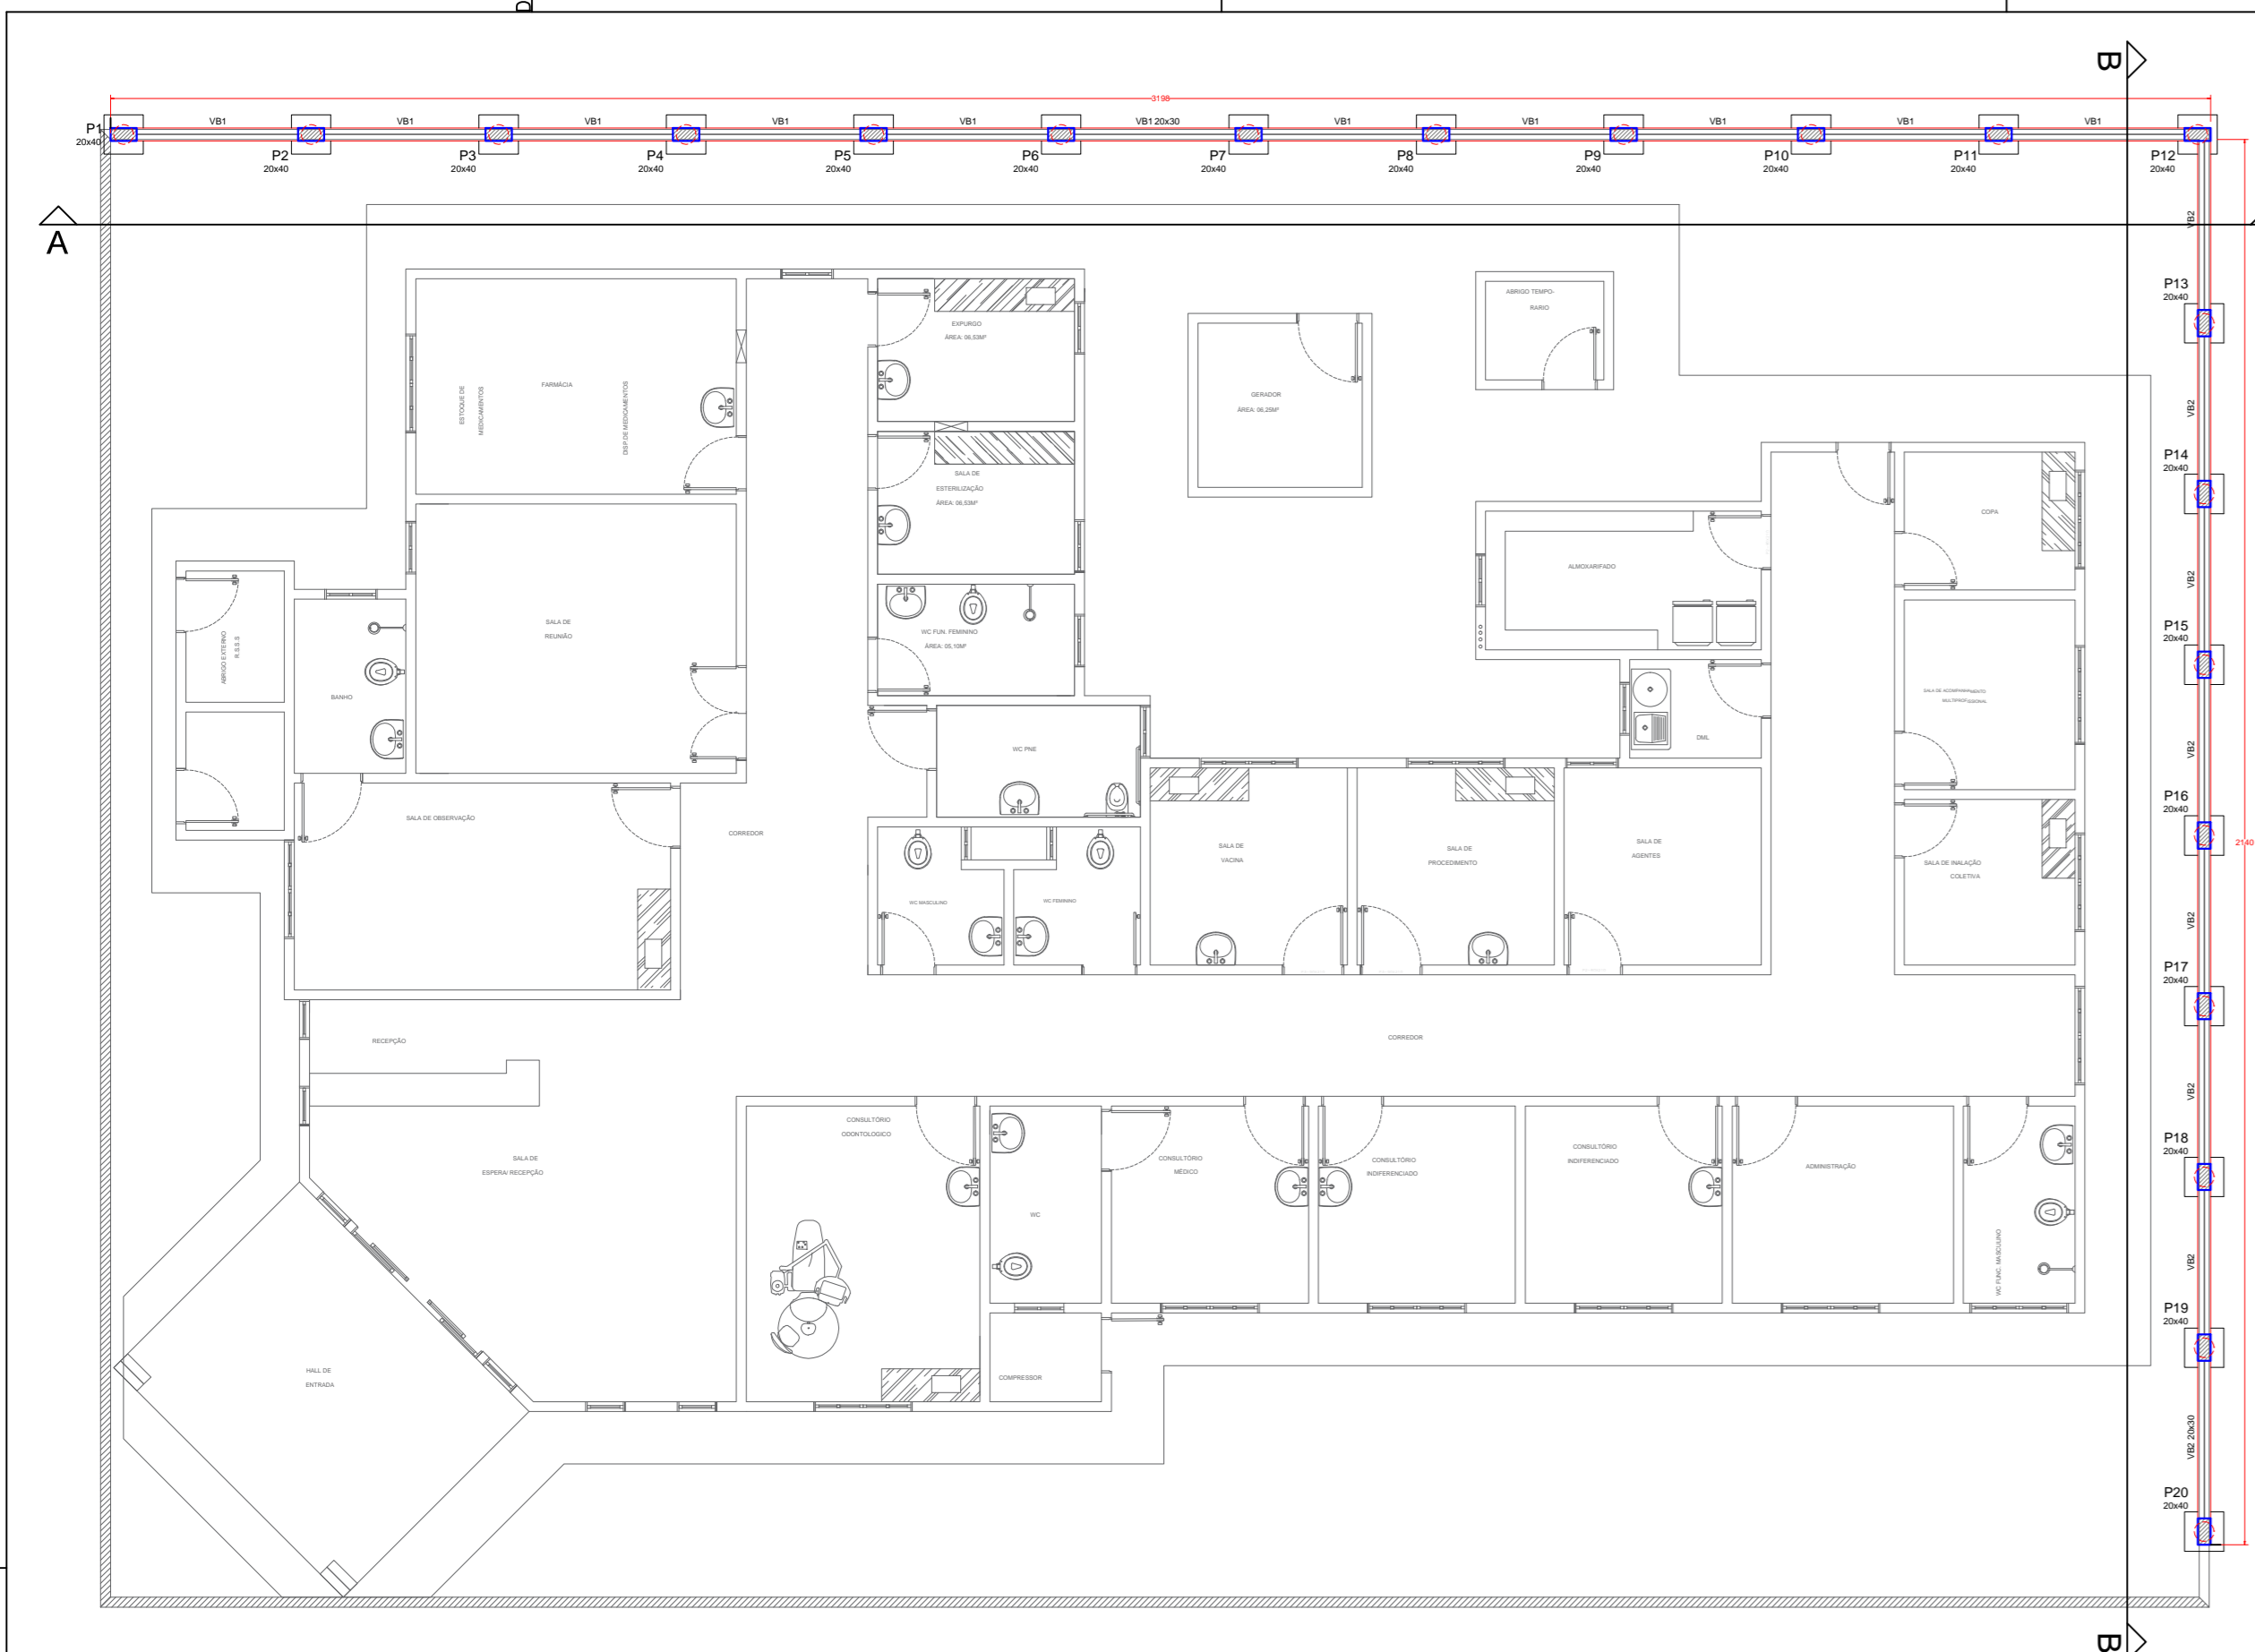 B
3198
VB1
VB1
VB1
VB1
VB1
VB1 20x30
VB1
VB1
VB1
VB1
VB1
P1
20x40
P2
20x40
P3
20x40
P4
20x40
P5
20x40
P6
20x40
P7
20x40
P8
20x40
P9
20x40
P10
20x40
P11
20x40
P12
20x40
A
VB2
P13
20x40
VB2
P14
20x40
VB2
P15
20x40
VB2
P16
20x40
2140
VB2
P17
20x40
VB2
P18
20x40
VB2
P19
20x40
VB2 20x30
P20
20x40
EXPURGO
ÁREA: 06,53M²
ABRIGO TEMPO-
RARIO
ESTOQUE DE
MEDICAMENTOS
FARMÁCIA
DISP.DE MEDICAMENTOS
GERADOR
ÁREA: 06,25M²
SALA DE
ESTERILIZAÇÃO
ÁREA: 06,53M²
COPA
ALMOXARIFADO
SALA DE
REUNIÃO
WC FUN. FEMININO
ÁREA: 05,10M²
ABRIGO EXTERNO
R.S.S.S
BANHO
SALA DE ACOMPANHAMENTO
MULTIPROFISSIONAL
WC PNE
DML
SALA DE OBSERVAÇÃO
CORREDOR
SALA DE
VACINA
SALA DE
PROCEDIMENTO
SALA DE
AGENTES
SALA DE INALAÇÃO
COLETIVA
WC MASCULINO
WC FEMININO
RECEPÇÃO
CORREDOR
CONSULTÓRIO
ODONTOLOGICO
SALA DE
ESPERA/ RECEPÇÃO
CONSULTÓRIO
MÉDICO
CONSULTÓRIO
INDIFERENCIADO
CONSULTÓRIO
INDIFERENCIADO
ADMINISTRAÇÃO
WC
WC FUNC. MASCULINO
HALL DE
ENTRADA
COMPRESSOR
B